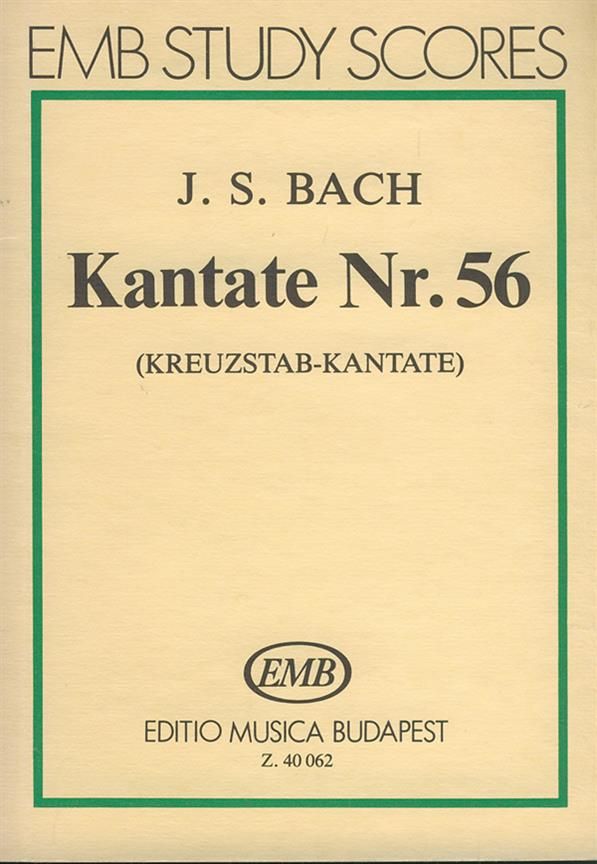 EMB STUDY SCORES
J. S. BACH
Kantate Nr. 56
(KREUZSTAB-KANTATE)
EMB
EDITIO MUSICA BUDAPEST
Z. 40 062